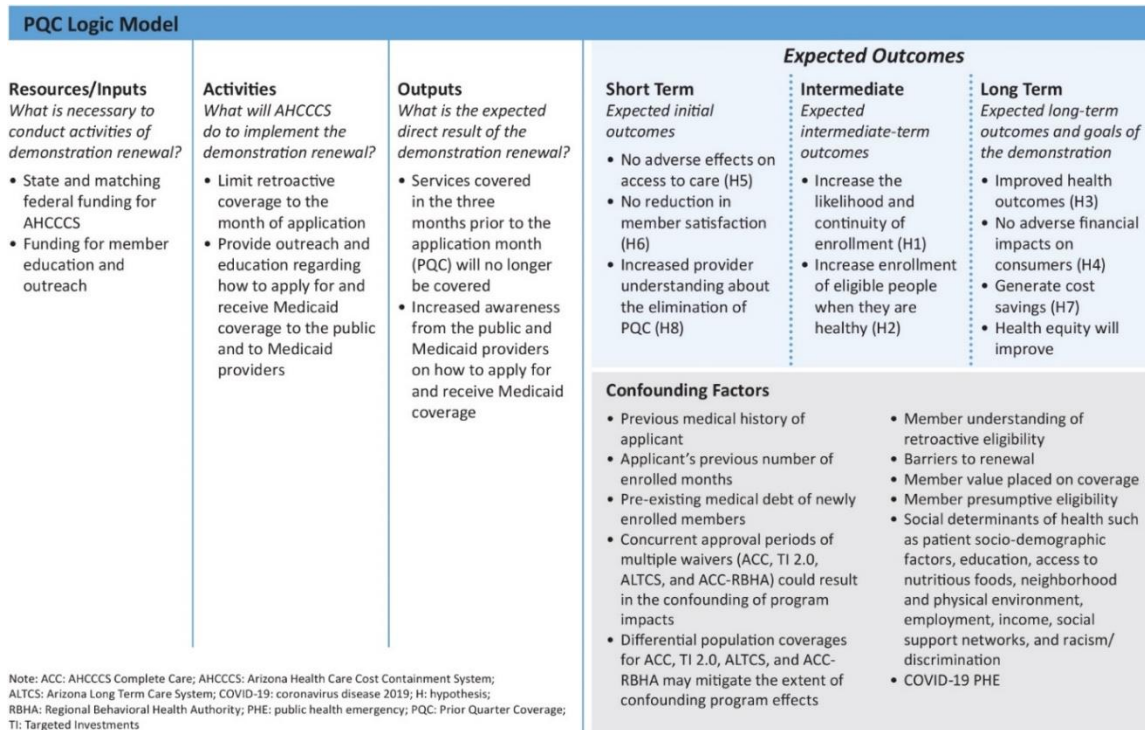 PQC Logic Model
Resources/Inputs
What is necessary to
conduct activities of
demonstration renewal?
• State and matching
federal funding for
AHCCCS
• Funding for member
education and
outreach
Activities
What will AHCCCS
do to implement the
demonstration renewal?
• Limit retroactive
coverage to the
month of application
• Provide outreach and
education regarding
how to apply for and
receive Medicaid
coverage to the public
and to Medicaid
providers
Outputs
What is the expected
direct result of the
demonstration renewal?
• Services covered
in the three
months prior to the
application month
(PQC) will no longer
be covered
• Increased awareness
from the public and
Medicaid providers
on how to apply for
and receive Medicaid
coverage
Expected Outcomes
Short Term
Expected initial
outcomes
• No adverse effects on
access to care (H5)
• No reduction in
member satisfaction
(H6)
• Increased provider
understanding about
the elimination of
PQC (H8)
Intermediate
Expected
intermediate-term
outcomes
• Increase the
likelihood and
continuity of
enrollment (H1)
• Increase enrollment
of eligible people
when they are
healthy (H2)
Long Term
Expected long-term
outcomes and goals of
the demonstration
• Improved health
outcomes (H3)
• No adverse financial
impacts on
consumers (H4)
• Generate cost
savings (H7)
• Health equity will
improve
Confounding Factors
• Previous medical history of
applicant
• Applicant's previous number of
enrolled months
• Pre-existing medical debt of newly
enrolled members
• Concurrent approval periods of
multiple waivers (ACC, TI 2.0,
ALTCS, and ACC-RBHA) could result
in the confounding of program
impacts
• Differential population coverages
for ACC, TI 2.0, ALTCS, and ACC-
RBHA may mitigate the extent of
confounding program effects
• Member understanding of
retroactive eligibility
• Barriers to renewal
• Member value placed on coverage
• Member presumptive eligibility
• Social determinants of health such
as patient socio-demographic
factors, education, access to
nutritious foods, neighborhood
and physical environment,
employment, income, social
support networks, and racism/
discrimination
• COVID-19 PHE
Note: ACC: AHCCCS Complete Care; AHCCCS: Arizona Health Care Cost Containment System;
ALTCS: Arizona Long Term Care System; COVID-19: coronavirus disease 2019; H: hypothesis;
RBHA: Regional Behavioral Health Authority; PHE: public health emergency; PQC: Prior Quarter Coverage;
TI: Targeted Investments